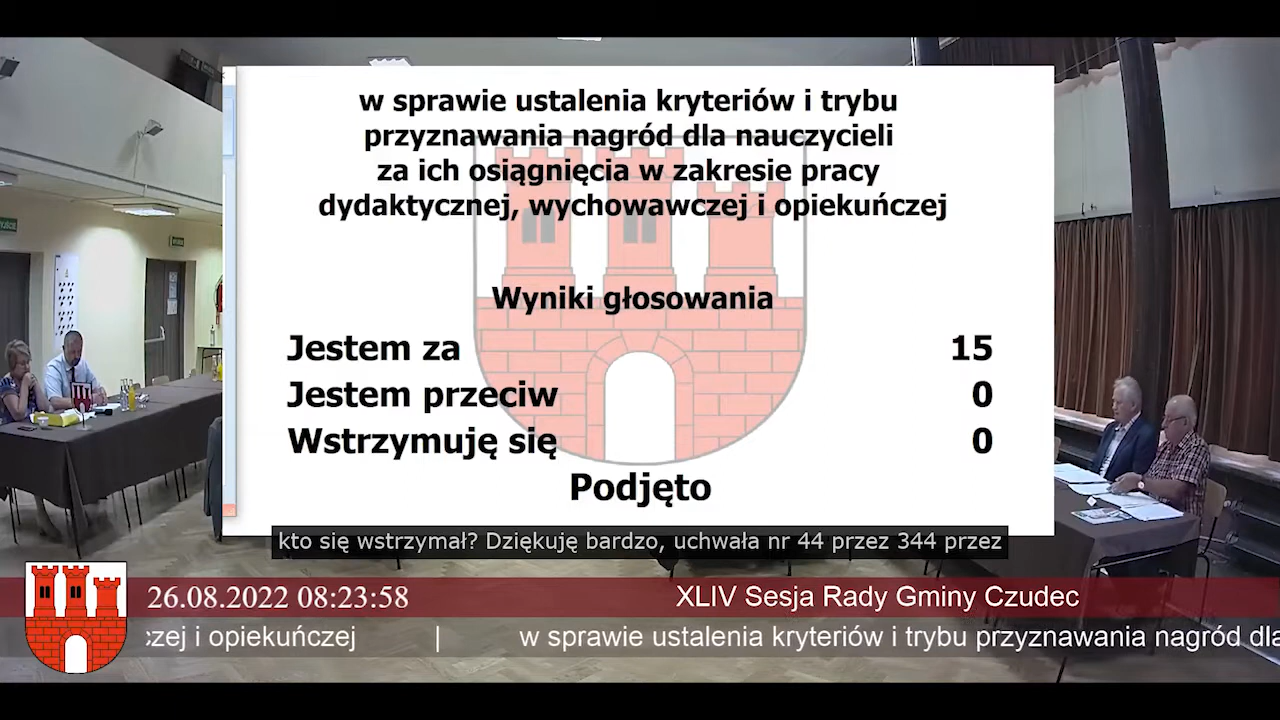 w sprawie ustalenia kryteriów i trybu
przyznawania nagród dla nauczycieli
za ich osiągnięcia w zakresie pracy
dydaktycznej, wychowawczej i opiekuńczej
Wyniki głosowania
Jestem za 15
Jestem przeciw 0
Wstrzymuję się 0
Podjęto
kto się wstrzymał? Dziękuję bardzo, uchwała nr 44 przez 344 przez
26.08.2022 08:23:58 XLIV Sesja Rady Gminy Czudec
zej i opiekuńczej | w sprawie ustalenia kryteriów i trybu przyznawania nagród dla